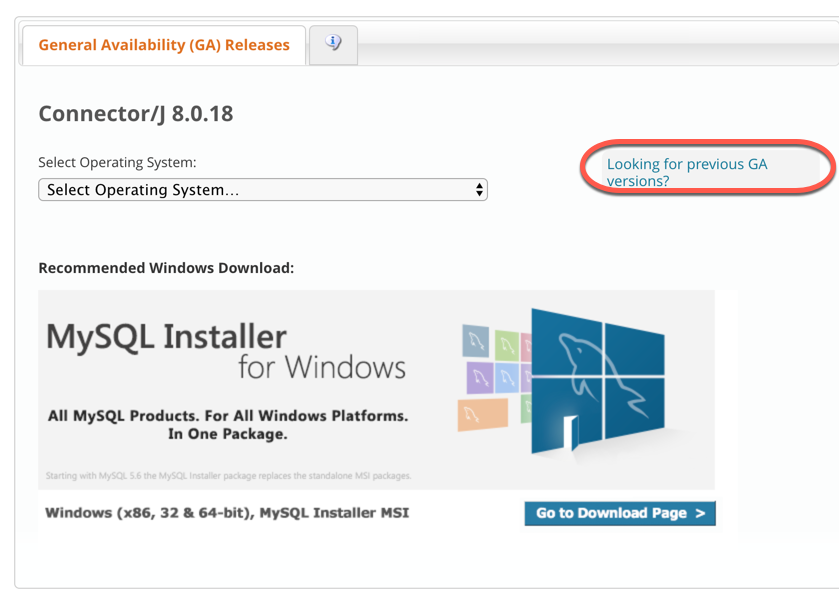 General Availability (GA) Releases
Connector/J 8.0.18
Select Operating System:
Select Operating System...
Looking for previous GA
versions?
Recommended Windows Download:
MySQL Installer
for Windows
All MySQL Products. For All Windows Platforms.
In One Package.
Starting with MySQL 5.6 the MySQL Installer package replaces the standalone MSI packages.
Windows (x86, 32 & 64-bit), MySQL Installer MSI
Go to Download Page >